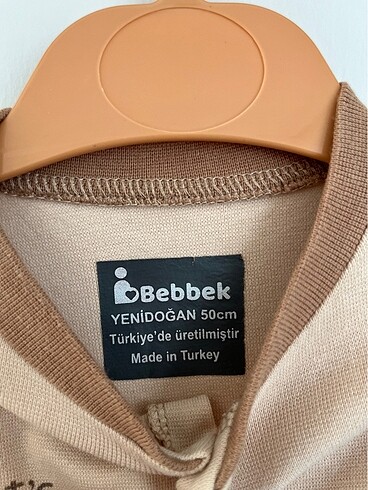 Bebbek
YENİDOĞAN 50cm
Türkiye'de üretilmiştir
Made in Turkey